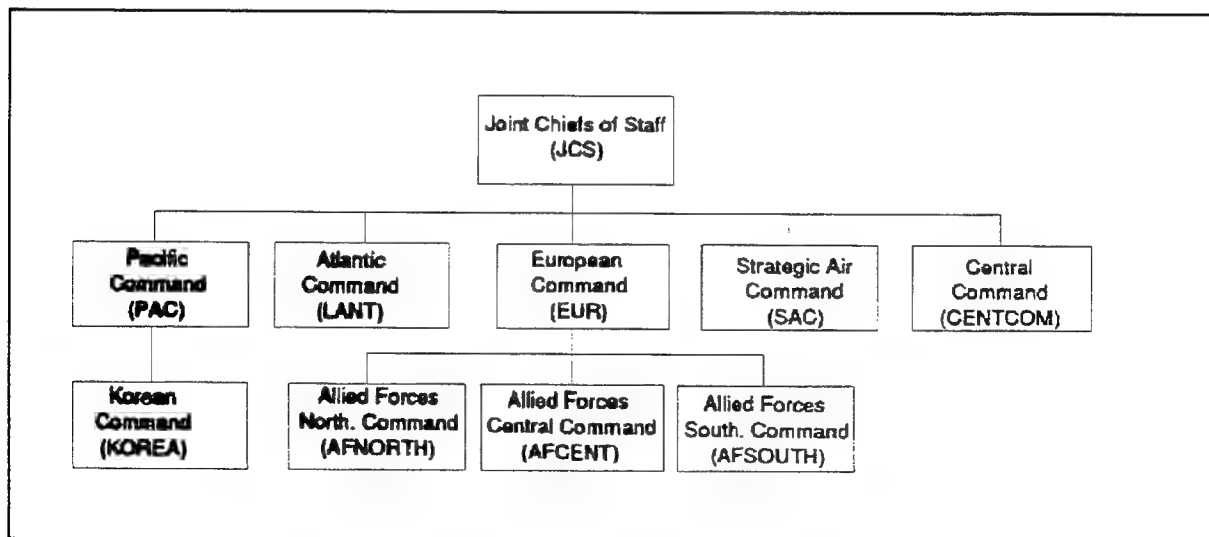 Joint Chiefs of Staff
(JCS)
Pacific
Command
(PAC)
Atlantic
Command
(LANT)
European
Command
(EUR)
Strategic Air
Command
(SAC)
Central
Command
(CENTCOM)
Korean
Command
(KOREA)
Allied Forces
North. Command
(AFNORTH)
Allied Forces
Central Command
(AFCENT)
Allied Forces
South. Command
(AFSOUTH)